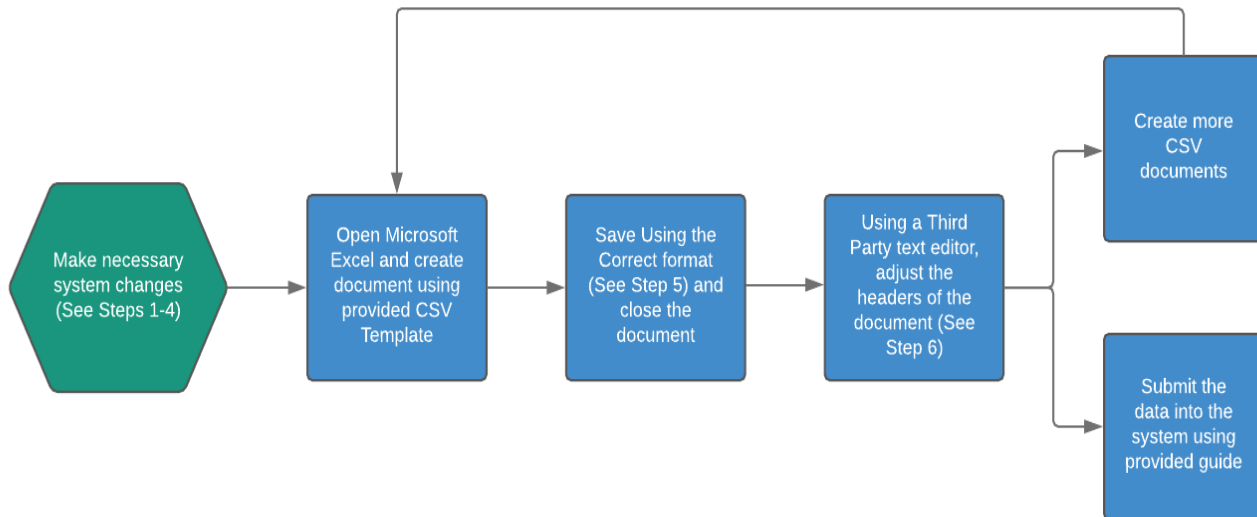 Make necessary
system changes
(See Steps 1-4)
Open Microsoft
Excel and create
document using
provided CSV
Template
Save Using the
Correct format
(See Step 5) and
close the
document
Using a Third
Party text editor,
adjust the
headers of the
document (See
Step 6)
Create more
CSV
documents
Submit the
data into the
system using
provided guide